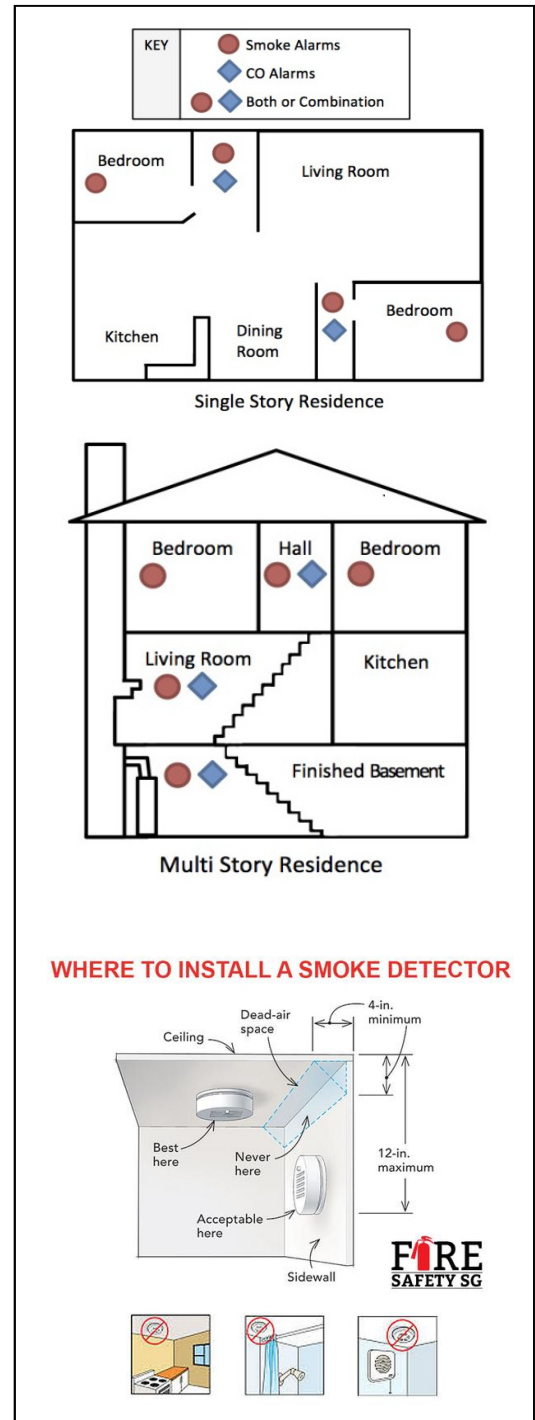 KEY
Smoke Alarms
CO Alarms
Both or Combination
Bedroom
Living Room
Kitchen
Dining
Room
Bedroom
Single Story Residence
Bedroom
Hall
Bedroom
Living Room
Kitchen
Finished Basement
Multi Story Residence
WHERE TO INSTALL A SMOKE DETECTOR
Ceiling
Dead-air
space
4-in.
minimum
Best
here
Never
here
12-in.
maximum
Acceptable
here
Sidewall
FIRE
SAFETY SG